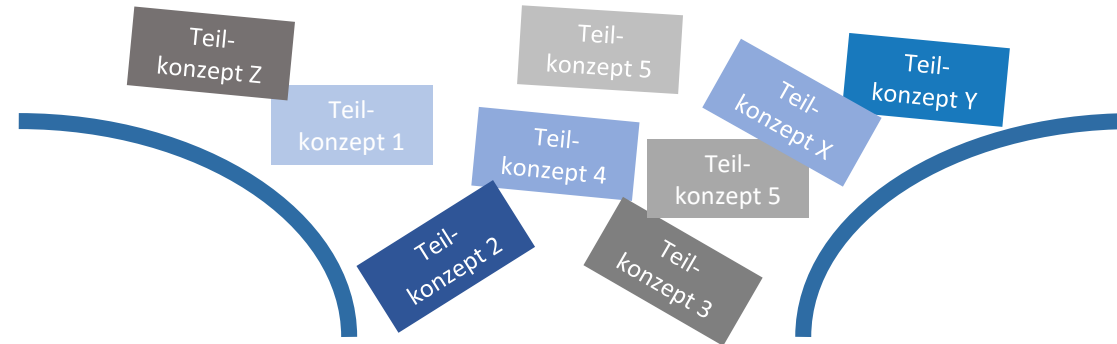 Teil-
konzept Z
Teil-
konzept 1
Teil-
konzept 5
Teil-
konzept 4
Teil-
konzept 2
Teil-
konzept X
Teil-
konzept Y
Teil-
konzept 5
Teil-
konzept 3